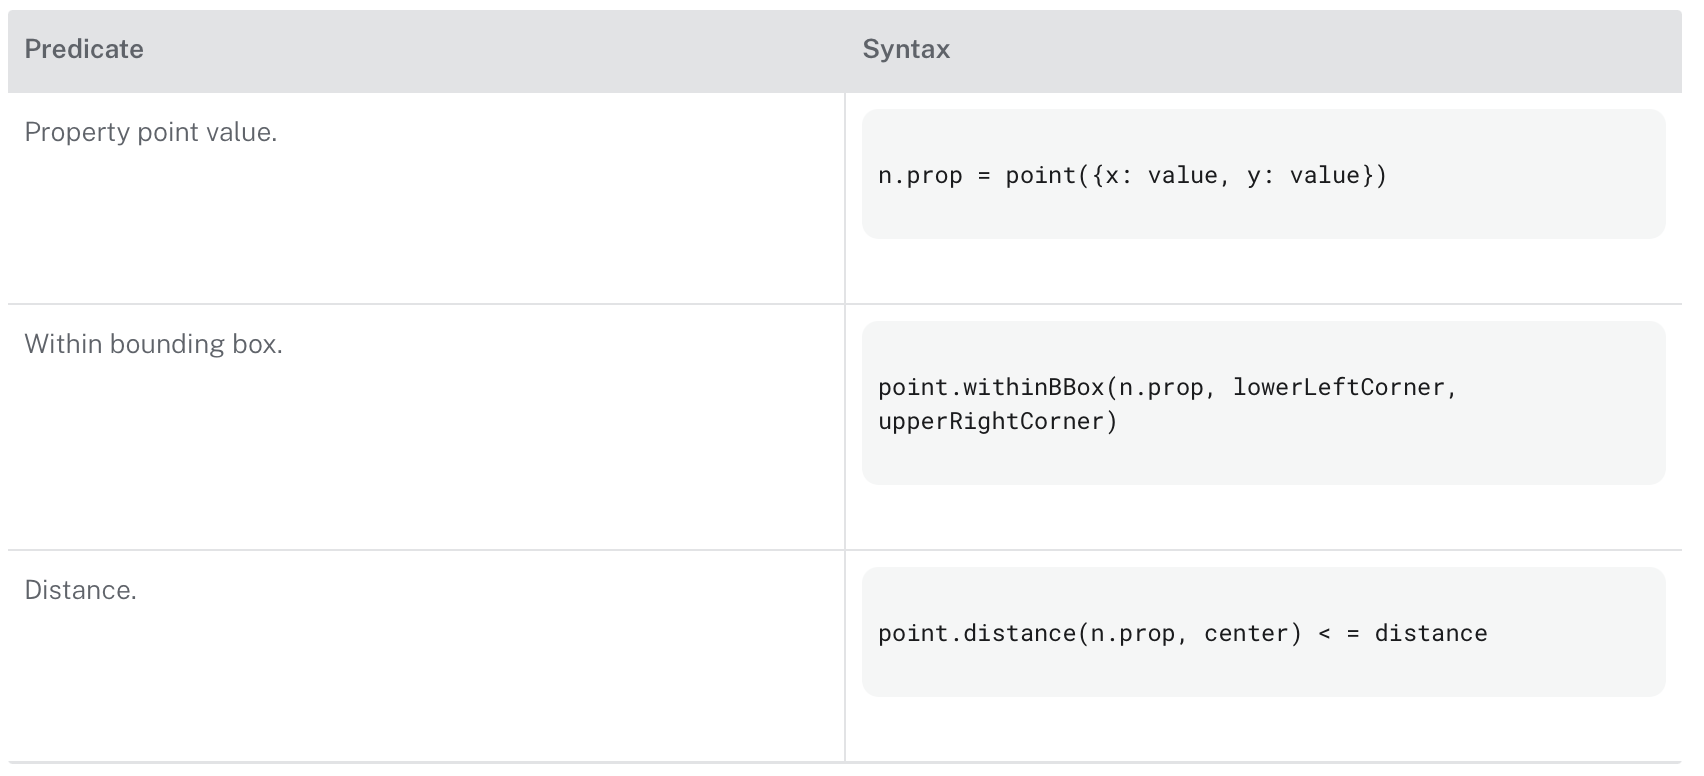 Predicate
Syntax
Property point value.
n.prop = point({x: value, y: value})
Within bounding box.
point.withinBBox(n.prop, lowerLeftCorner,
upperRightCorner)
Distance.
point.distance(n.prop, center) < = distance